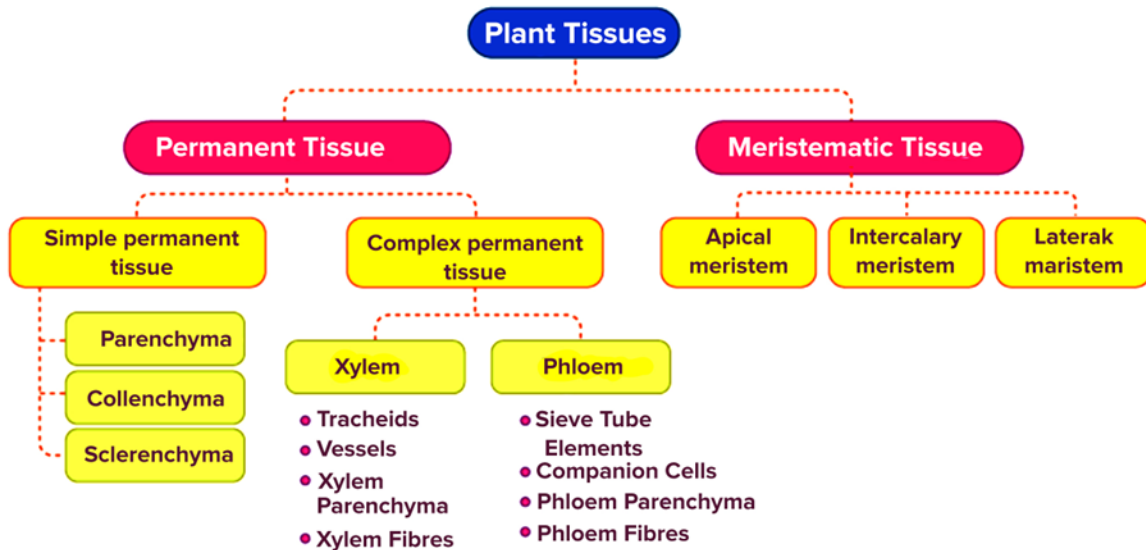 Plant Tissues
Permanent Tissue
Meristematic Tissue
Simple permanent
tissue
Complex permanent
tissue
Apical
meristem
Intercalary
meristem
Laterak
maristem
Parenchyma
Collenchyma
Sclerenchyma
Xylem
Tracheids
Vessels
Xylem
Parenchyma
Xylem Fibres
Phloem
Sieve Tube
Elements
Companion Cells
Phloem Parenchyma
Phloem Fibres